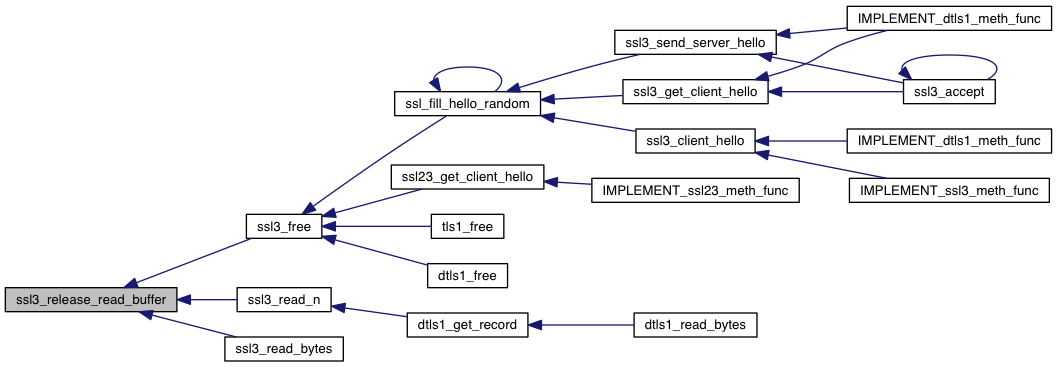 IMPLEMENT_dtls1_meth_func
ssl3_send_server_hello
ssl3_get_client_hello
ssl3_accept
ssl_fill_hello_random
ssl3_client_hello
IMPLEMENT_dtls1_meth_func
ssl23_get_client_hello
IMPLEMENT_ssl23_meth_func
IMPLEMENT_ssl3_meth_func
ssl3_free
tls1_free
dtls1_free
ssl3_release_read_buffer
ssl3_read_n
dtls1_get_record
dtls1_read_bytes
ssl3_read_bytes